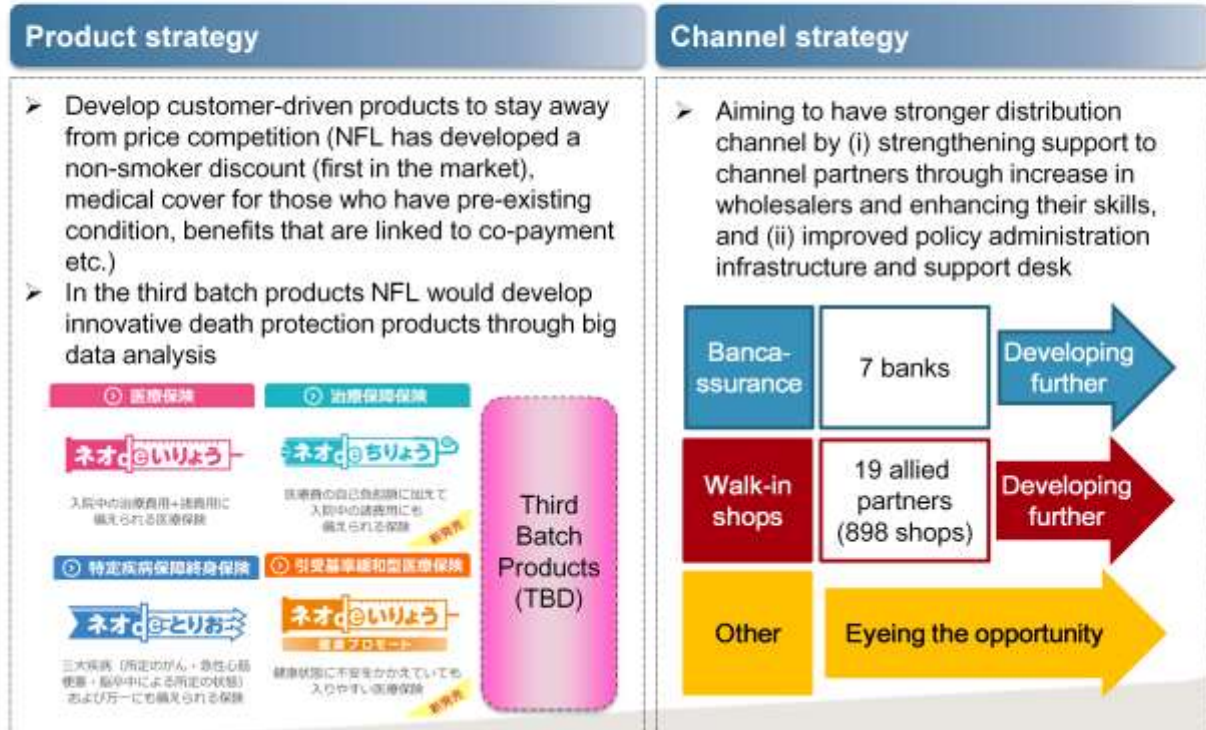 Product strategy
➢ Develop customer-driven products to stay away
from price competition (NFL has developed a
non-smoker discount (first in the market),
medical cover for those who have pre-existing
condition, benefits that are linked to co-payment
etc.)
➢ In the third batch products NFL would develop
innovative death protection products through big
data analysis
医療保険
ネオdeいりょう
入院中の治療費用+諸費用に
備えられる医療保険
治療保障保険
ネオdeちりょう
医療費の自己負担額に加えて
入院中の諸費用にも
備えられる保険
新発売
特定疾病保障終身保険
ネオdeとりお
三大疾病(所定のがん・急性心筋
梗塞・脳卒中による所定の状態)
および万一にも備えられる保険
引受基準緩和型医療保険
ネオdeいりょう
健康プロモート
健康状態に不安をかかえていても
入りやすい医療保険
新発売
Third
Batch
Products
(TBD)
Channel strategy
➢ Aiming to have stronger distribution
channel by (i) strengthening support to
channel partners through increase in
wholesalers and enhancing their skills,
and (ii) improved policy administration
infrastructure and support desk
Banca-
ssurance
7 banks
Developing
further
Walk-in
shops
19 allied
partners
(898 shops)
Developing
further
Other
Eyeing the opportunity